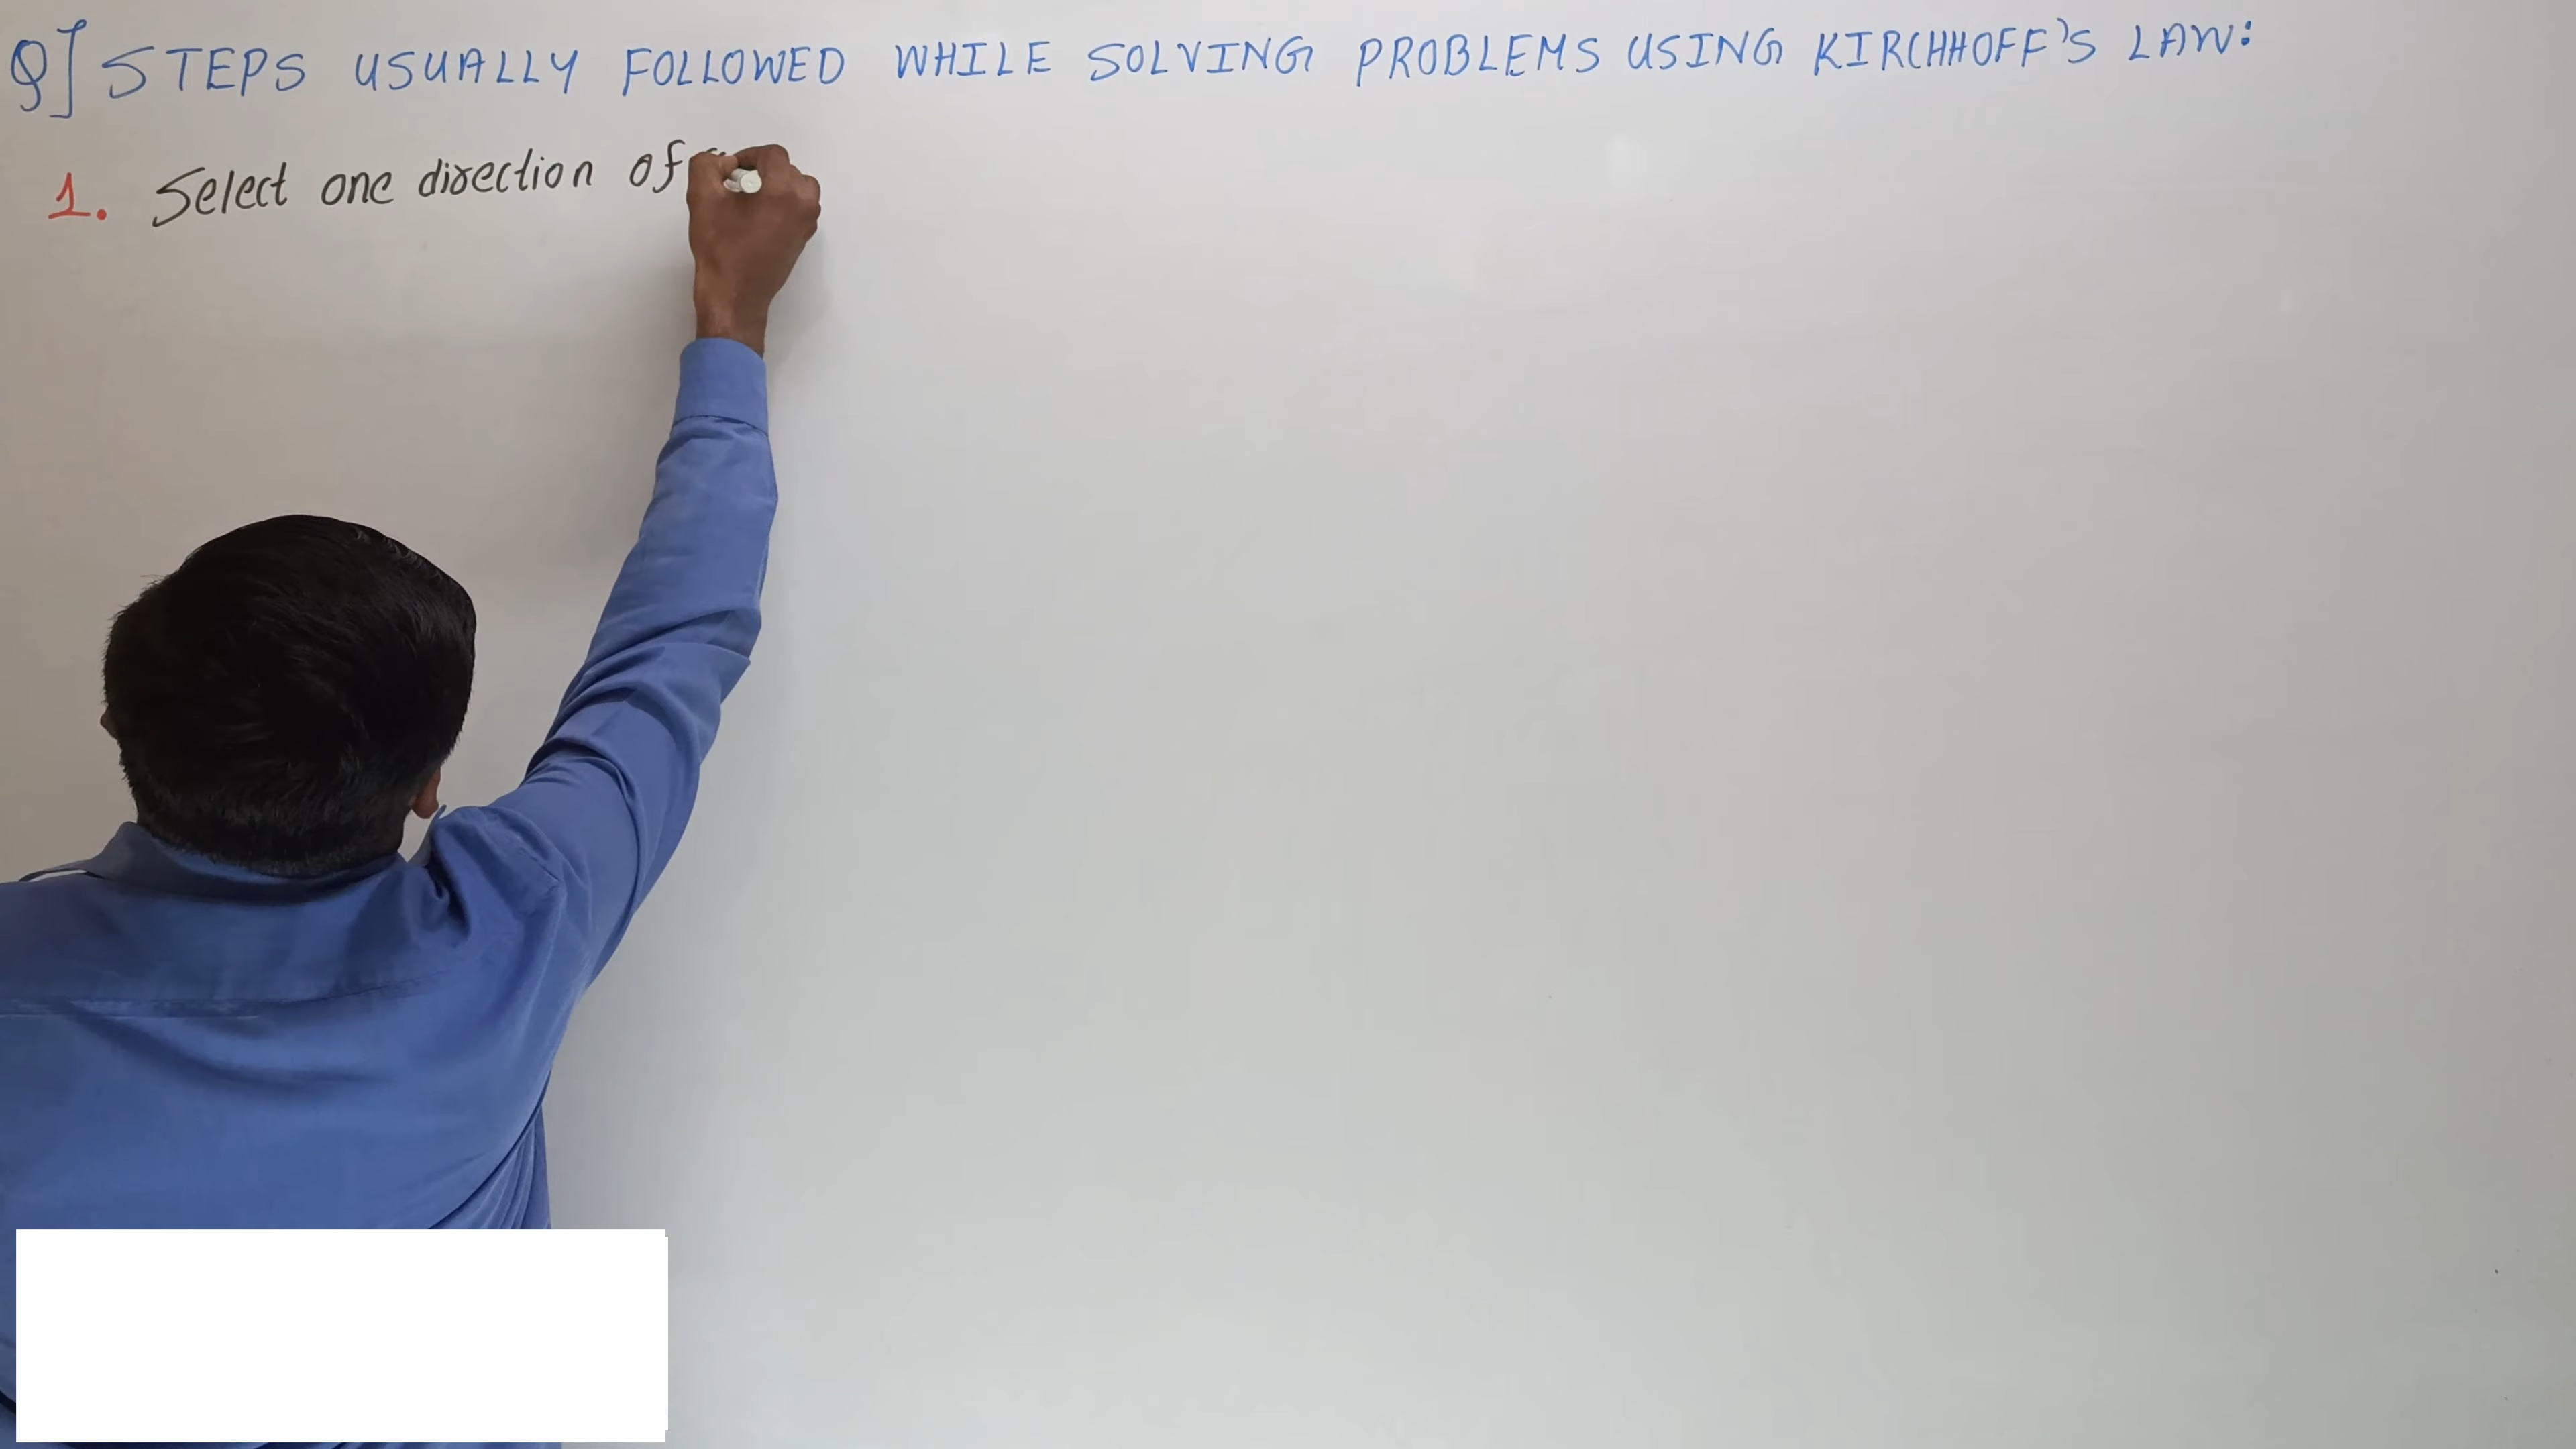 Q] STEPS USUALLY FOLLOWED WHILE SOLVING PROBLEMS USING KIRCHHOFF'S LAW:
1. Select one direction of